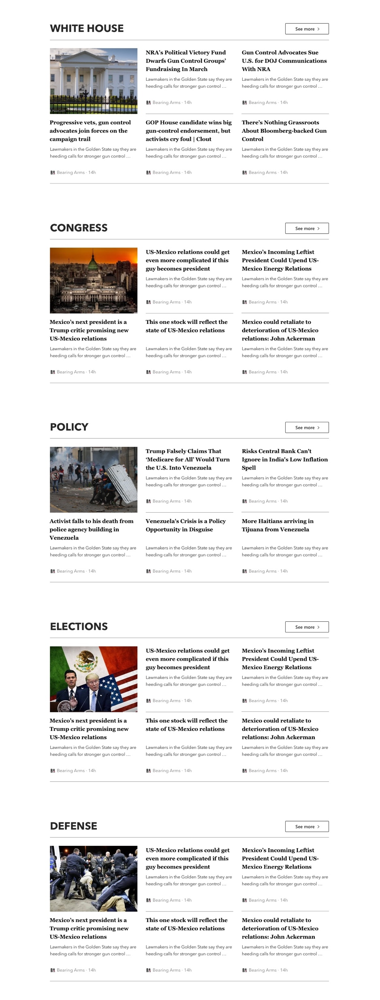 WHITE HOUSE
See more
Paixin.com
Progressive vets, gun control
advocates join forces on the
campaign trail
Lawmakers in the Golden State say they are
heeding calls for stronger gun control …
BA Bearing Arms · 14h
NRA’s Political Victory Fund
Dwarfs Gun Control Groups’
Fundraising In March
Lawmakers in the Golden State say they are
heeding calls for stronger gun control …
BA Bearing Arms · 14h
GOP House candidate wins big
gun-control endorsement, but
activists cry foul | Clout
Lawmakers in the Golden State say they are
heeding calls for stronger gun control …
BA Bearing Arms · 14h
Gun Control Advocates Sue
U.S. for DOJ Communications
With NRA
Lawmakers in the Golden State say they are
heeding calls for stronger gun control …
BA Bearing Arms · 14h
There’s Nothing Grassroots
About Bloomberg-backed Gun
Control
Lawmakers in the Golden State say they are
heeding calls for stronger gun control …
BA Bearing Arms · 14h
CONGRESS
See more
Mexico’s next president is a
Trump critic promising new
US-Mexico relations
Lawmakers in the Golden State say they are
heeding calls for stronger gun control …
BA Bearing Arms · 14h
US-Mexico relations could get
even more complicated if this
guy becomes president
Lawmakers in the Golden State say they are
heeding calls for stronger gun control …
BA Bearing Arms · 14h
This one stock will reflect the
state of US-Mexico relations
Lawmakers in the Golden State say they are
heeding calls for stronger gun control …
BA Bearing Arms · 14h
Mexico’s Incoming Leftist
President Could Upend US-
Mexico Energy Relations
Lawmakers in the Golden State say they are
heeding calls for stronger gun control …
BA Bearing Arms · 14h
Mexico could retaliate to
deterioration of US-Mexico
relations: John Ackerman
Lawmakers in the Golden State say they are
heeding calls for stronger gun control …
BA Bearing Arms · 14h
POLICY
See more
Activist falls to his death from
police agency building in
Venezuela
Lawmakers in the Golden State say they are
heeding calls for stronger gun control …
BA Bearing Arms · 14h
Trump Falsely Claims That
‘Medicare for All’ Would Turn
the U.S. Into Venezuela
Lawmakers in the Golden State say they are
heeding calls for stronger gun control …
BA Bearing Arms · 14h
Venezuela's Crisis is a Policy
Opportunity in Disguise
Lawmakers in the Golden State say they are
heeding calls for stronger gun control …
BA Bearing Arms · 14h
Risks Central Bank Can't
Ignore in India's Low Inflation
Spell
Lawmakers in the Golden State say they are
heeding calls for stronger gun control …
BA Bearing Arms · 14h
More Haitians arriving in
Tijuana from Venezuela
Lawmakers in the Golden State say they are
heeding calls for stronger gun control …
BA Bearing Arms · 14h
ELECTIONS
See more
Mexico’s next president is a
Trump critic promising new
US-Mexico relations
Lawmakers in the Golden State say they are
heeding calls for stronger gun control …
BA Bearing Arms · 14h
US-Mexico relations could get
even more complicated if this
guy becomes president
Lawmakers in the Golden State say they are
heeding calls for stronger gun control …
BA Bearing Arms · 14h
This one stock will reflect the
state of US-Mexico relations
Lawmakers in the Golden State say they are
heeding calls for stronger gun control …
BA Bearing Arms · 14h
Mexico’s Incoming Leftist
President Could Upend US-
Mexico Energy Relations
Lawmakers in the Golden State say they are
heeding calls for stronger gun control …
BA Bearing Arms · 14h
Mexico could retaliate to
deterioration of US-Mexico
relations: John Ackerman
Lawmakers in the Golden State say they are
heeding calls for stronger gun control …
BA Bearing Arms · 14h
DEFENSE
See more
Mexico’s next president is a
Trump critic promising new
US-Mexico relations
Lawmakers in the Golden State say they are
heeding calls for stronger gun control …
BA Bearing Arms · 14h
US-Mexico relations could get
even more complicated if this
guy becomes president
Lawmakers in the Golden State say they are
heeding calls for stronger gun control …
BA Bearing Arms · 14h
This one stock will reflect the
state of US-Mexico relations
Lawmakers in the Golden State say they are
heeding calls for stronger gun control …
BA Bearing Arms · 14h
Mexico’s Incoming Leftist
President Could Upend US-
Mexico Energy Relations
Lawmakers in the Golden State say they are
heeding calls for stronger gun control …
BA Bearing Arms · 14h
Mexico could retaliate to
deterioration of US-Mexico
relations: John Ackerman
Lawmakers in the Golden State say they are
heeding calls for stronger gun control …
BA Bearing Arms · 14h